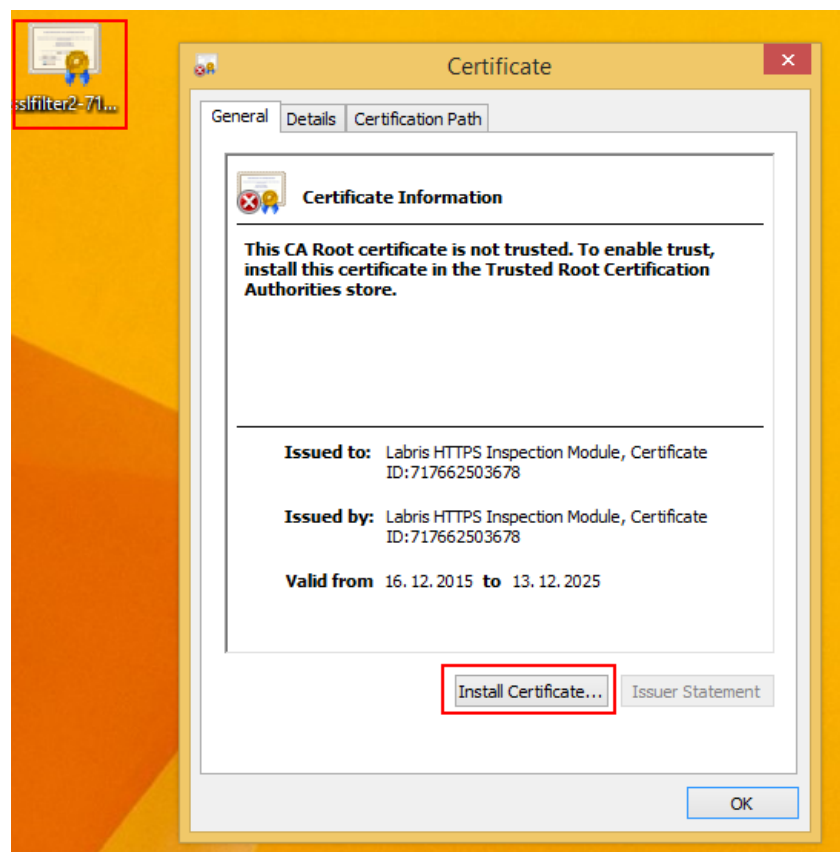 sslfilter2-71...
Certificate
General Details Certification Path
Certificate Information
This CA Root certificate is not trusted. To enable trust,
install this certificate in the Trusted Root Certification
Authorities store.
Issued to: Labris HTTPS Inspection Module, Certificate
ID:717662503678
Issued by: Labris HTTPS Inspection Module, Certificate
ID:717662503678
Valid from 16. 12. 2015 to 13. 12. 2025
Install Certificate... Issuer Statement
OK